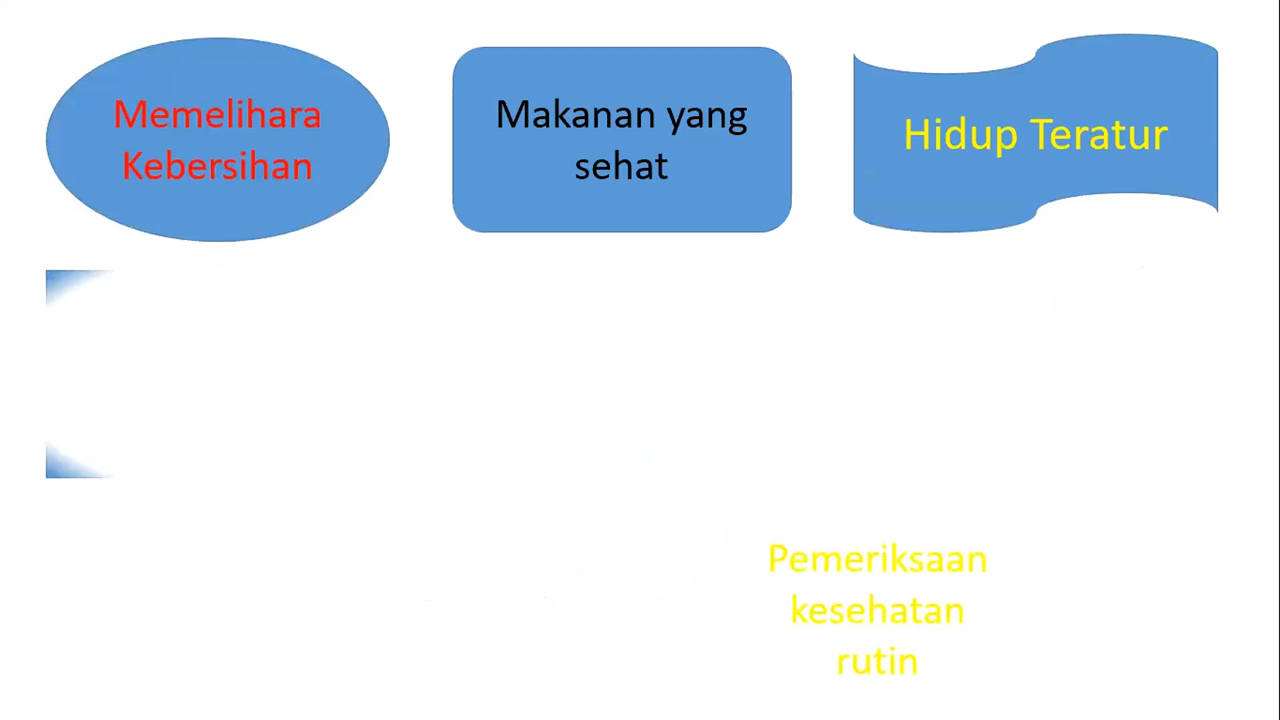 Memelihara
Kebersihan
Makanan yang
sehat
Hidup Teratur
Pemeriksaan
kesehatan
rutin